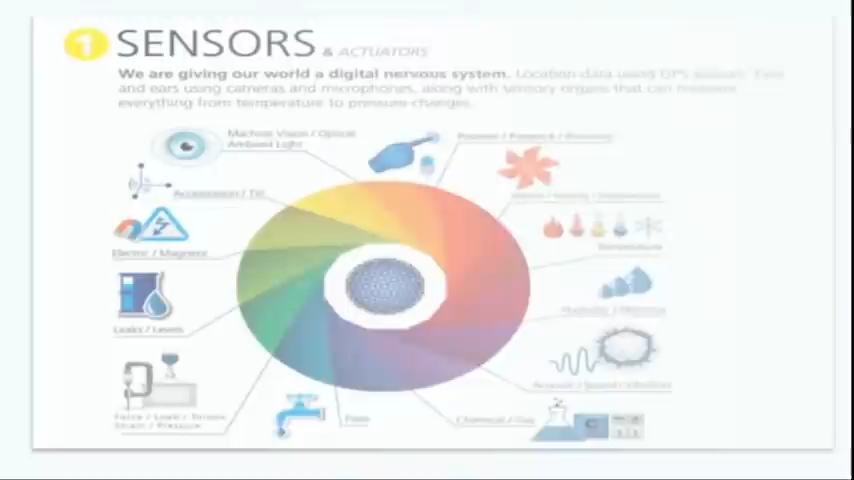 1 SENSORS & ACTUATORS
We are giving our world a digital nervous system. Location data using GPS sensors. Eyes
and ears using cameras and microphones, along with sensory organs that can measure
everything from temperature to pressure changes.
Machine Vision / Optical
Ambient Light
Position / Presence / Proximity
Acceleration / Tilt
Electric / Magnetic
Temperature
Leaks / Levels
Acoustic / Sound / Vibration
Force / Load / Torque
Strain / Pressure
Flow
Chemical / Gas